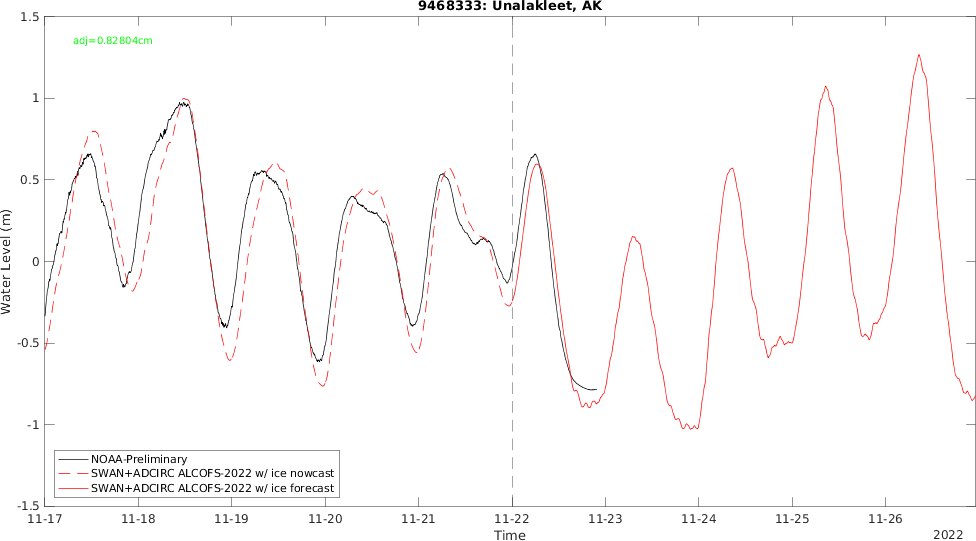 9468333: Unalakleet, AK
adj=0.82804cm
Water Level (m)
1.5
1
0.5
0
-0.5
-1
-1.5
NOAA-Preliminary
SWAN+ADCIRC ALCOFS-2022 w/ ice nowcast
SWAN+ADCIRC ALCOFS-2022 w/ ice forecast
11-17 11-18 11-19 11-20 11-21 11-22 11-23 11-24 11-25 11-26
Time
2022